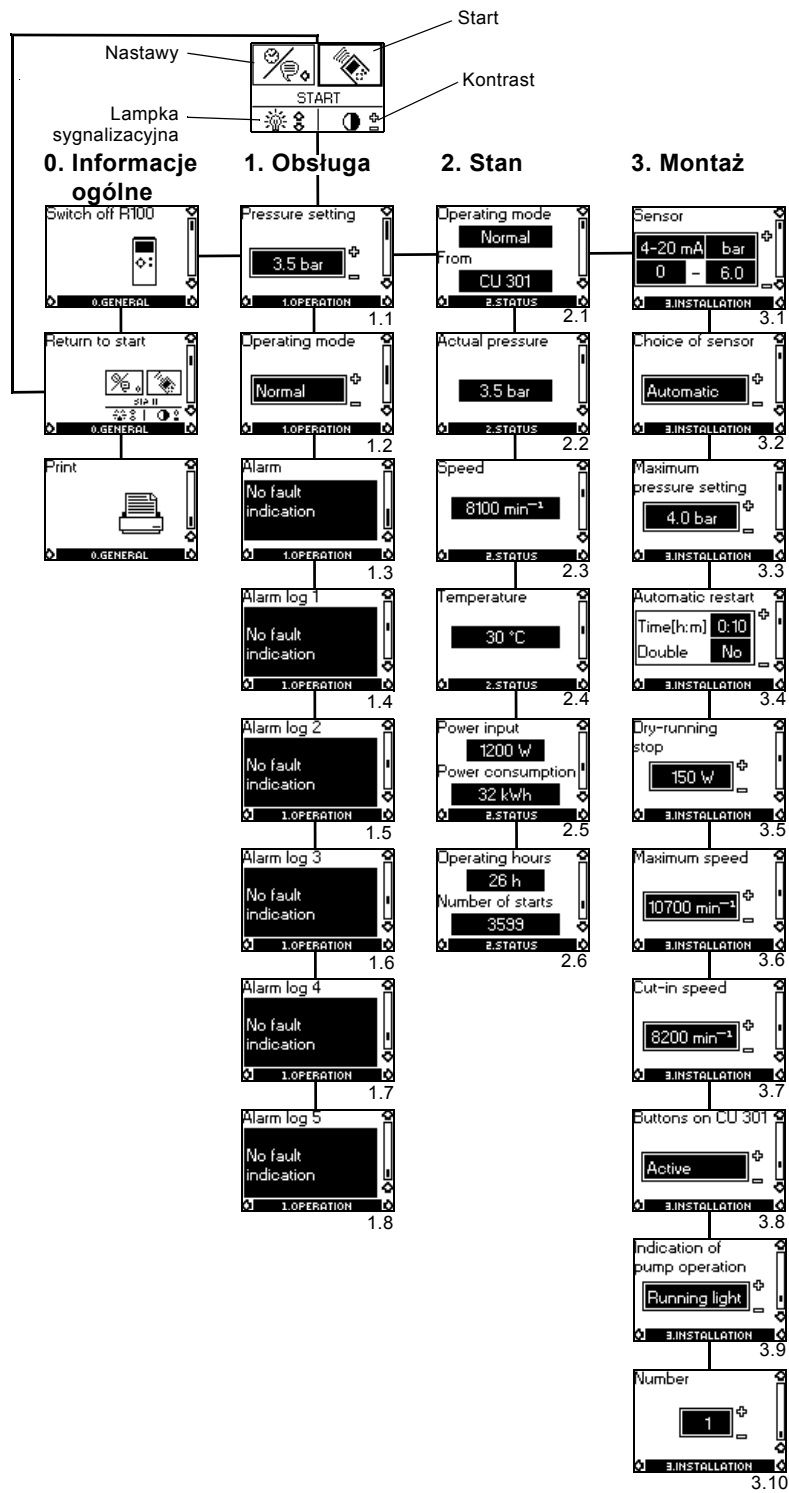 Start
Nastawy
Kontrast
START
Lampka
sygnalizacyjna
0. Informacje
ogólne
1. Obsługa
2. Stan
3. Montaż
Switch off R100
0.GENERAL
Return to start
START
0.GENERAL
Print
0.GENERAL
Pressure setting
3.5 bar
1.OPERATION
1.1
Operating mode
Normal
1.OPERATION
1.2
Alarm
No fault
indication
1.OPERATION
1.3
Alarm log 1
No fault
indication
1.OPERATION
1.4
Alarm log 2
No fault
indication
1.OPERATION
1.5
Alarm log 3
No fault
indication
1.OPERATION
1.6
Alarm log 4
No fault
indication
1.OPERATION
1.7
Alarm log 5
No fault
indication
1.OPERATION
1.8
Operating mode
Normal
From
CU 301
2.STATUS
2.1
Actual pressure
3.5 bar
2.STATUS
2.2
Speed
8100 min⁻¹
2.STATUS
2.3
Temperature
30 °C
2.STATUS
2.4
Power input
1200 W
Power consumption
32 kWh
2.STATUS
2.5
Operating hours
26 h
Number of starts
3599
2.STATUS
2.6
Sensor
4-20 mA bar
0 – 6.0
3.INSTALLATION
3.1
Choice of sensor
Automatic
3.INSTALLATION
3.2
Maximum
pressure setting
4.0 bar
3.INSTALLATION
3.3
Automatic restart
Time[h:m] 0:10
Double No
3.INSTALLATION
3.4
Dry-running
stop
150 W
3.INSTALLATION
3.5
Maximum speed
10700 min⁻¹
3.INSTALLATION
3.6
Cut-in speed
8200 min⁻¹
3.INSTALLATION
3.7
Buttons on CU 301
Active
3.INSTALLATION
3.8
Indication of
pump operation
Running light
3.INSTALLATION
3.9
Number
1
3.INSTALLATION
3.10